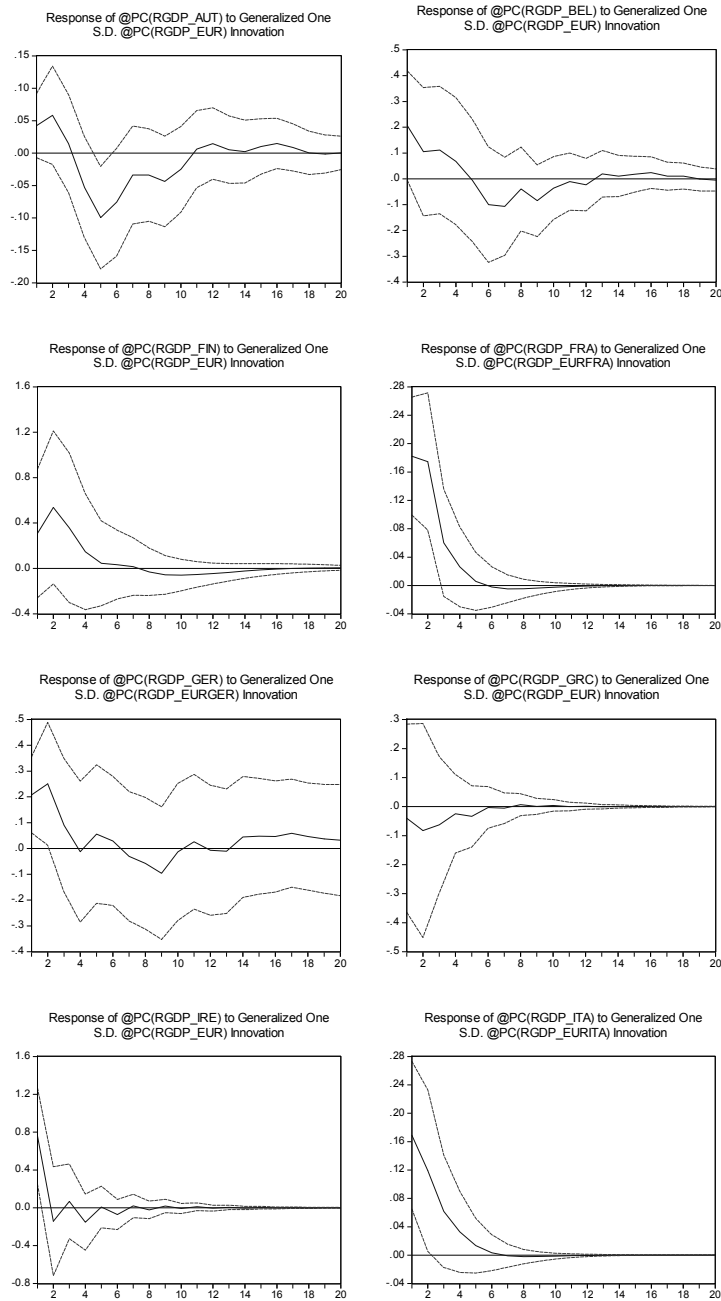 Response of @PC(RGDP_AUT) to Generalized One
S.D. @PC(RGDP_EUR) Innovation
.15
.10
.05
.00
-.05
-.10
-.15
-.20
2 4 6 8 10 12 14 16 18 20
Response of @PC(RGDP_BEL) to Generalized One
S.D. @PC(RGDP_EUR) Innovation
.5
.4
.3
.2
.1
.0
-.1
-.2
-.3
-.4
2 4 6 8 10 12 14 16 18 20
Response of @PC(RGDP_FIN) to Generalized One
S.D. @PC(RGDP_EUR) Innovation
1.6
1.2
0.8
0.4
0.0
-0.4
2 4 6 8 10 12 14 16 18 20
Response of @PC(RGDP_FRA) to Generalized One
S.D. @PC(RGDP_EURFRA) Innovation
.28
.24
.20
.16
.12
.08
.04
.00
-.04
2 4 6 8 10 12 14 16 18 20
Response of @PC(RGDP_GER) to Generalized One
S.D. @PC(RGDP_EURGER) Innovation
.5
.4
.3
.2
.1
.0
-.1
-.2
-.3
-.4
2 4 6 8 10 12 14 16 18 20
Response of @PC(RGDP_GRC) to Generalized One
S.D. @PC(RGDP_EUR) Innovation
.3
.2
.1
.0
-.1
-.2
-.3
-.4
-.5
2 4 6 8 10 12 14 16 18 20
Response of @PC(RGDP_IRE) to Generalized One
S.D. @PC(RGDP_EUR) Innovation
1.6
1.2
0.8
0.4
0.0
-0.4
-0.8
2 4 6 8 10 12 14 16 18 20
Response of @PC(RGDP_ITA) to Generalized One
S.D. @PC(RGDP_EURITA) Innovation
.28
.24
.20
.16
.12
.08
.04
.00
-.04
2 4 6 8 10 12 14 16 18 20